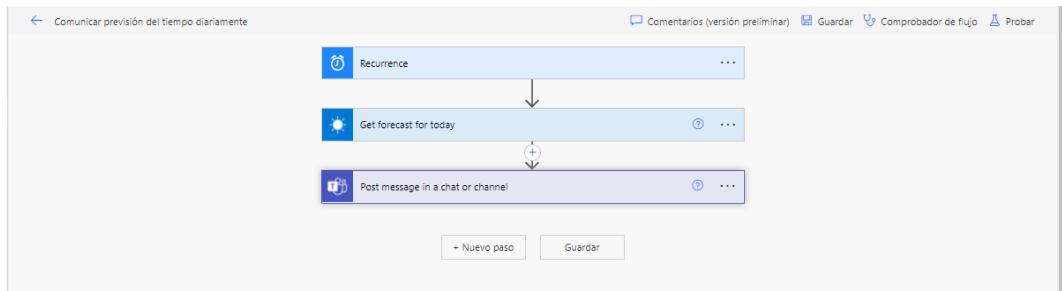 Comunicar previsión del tiempo diariamente
Comentarios (versión preliminar) Guardar Comprobador de flujo Probar
Recurrence
Get forecast for today
Post message in a chat or channel
+ Nuevo paso Guardar